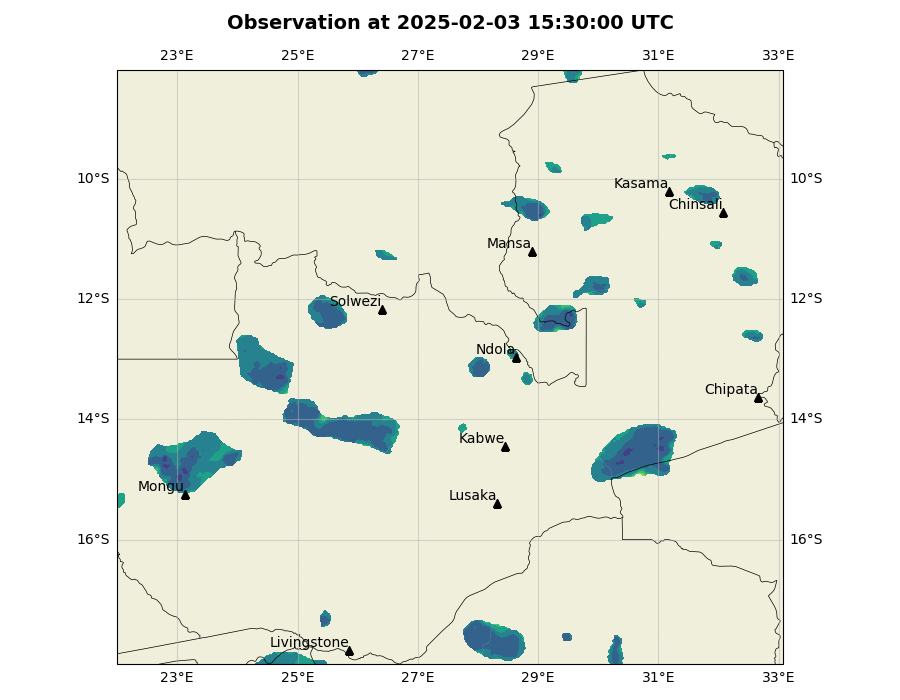 Observation at 2025-02-03 15:30:00 UTC
23°E 25°E 27°E 29°E 31°E 33°E
10°S 10°S
Kasama
Chinsali
Mansa
12°S 12°S
Solwezi
Ndola
Chipata
14°S 14°S
Kabwe
Mongu
Lusaka
16°S 16°S
Livingstone
23°E 25°E 27°E 29°E 31°E 33°E